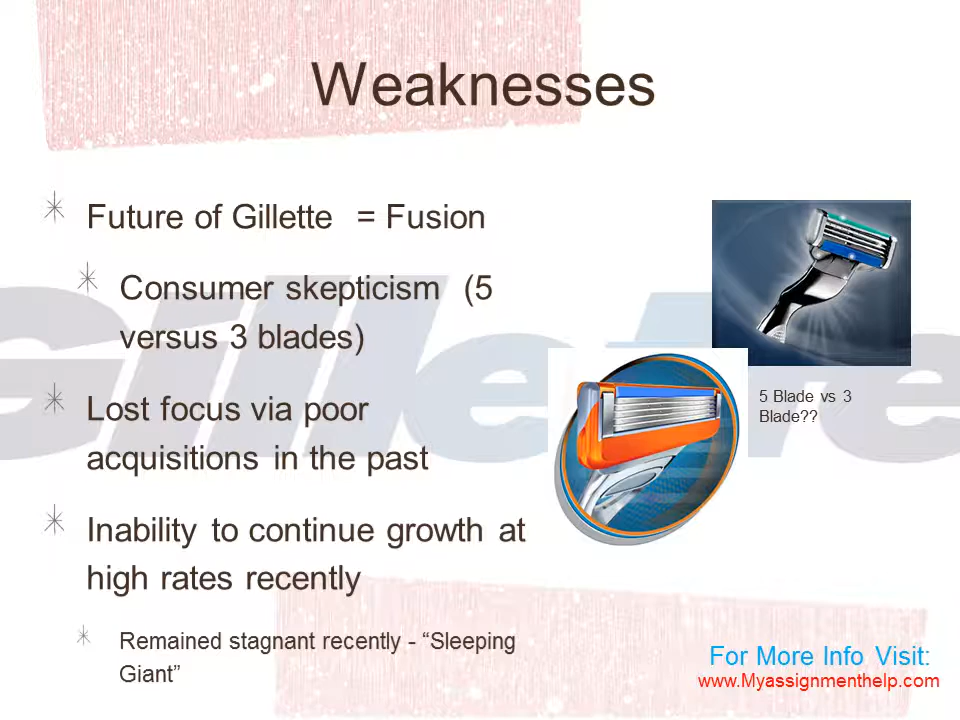 Weaknesses
Future of Gillette = Fusion
Consumer skepticism (5
versus 3 blades)
Lost focus via poor
acquisitions in the past
Inability to continue growth at
high rates recently
Remained stagnant recently - “Sleeping
Giant”
Gillette
5 Blade vs 3
Blade??
For More Info Visit:
www.Myassignmenthelp.com